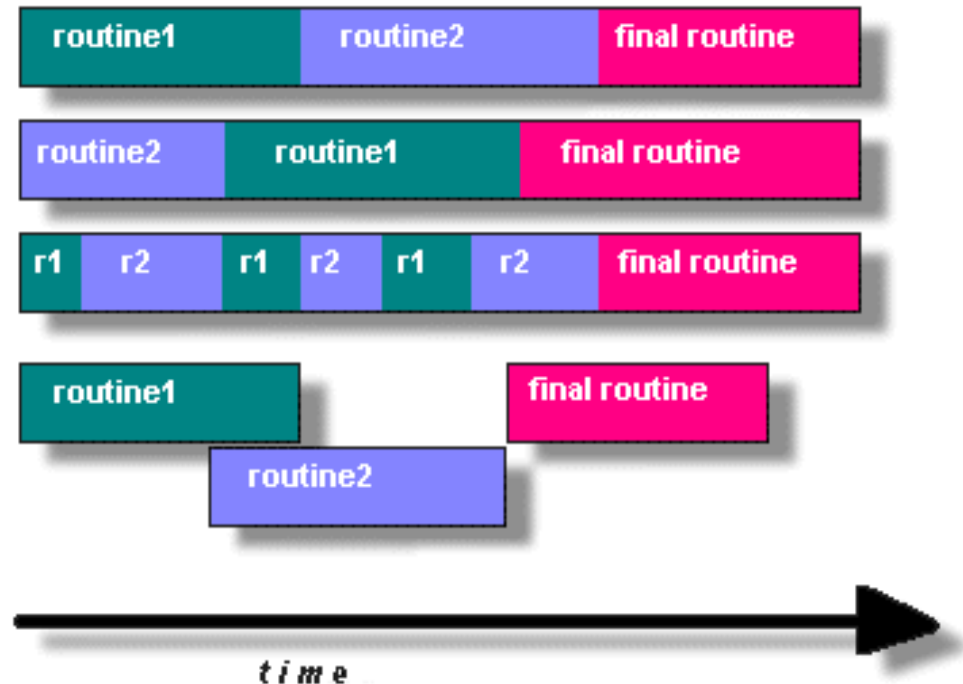 routine1 routine2 final routine
routine2 routine1 final routine
r1 r2 r1 r2 r1 r2 final routine
routine1 final routine
routine2
time